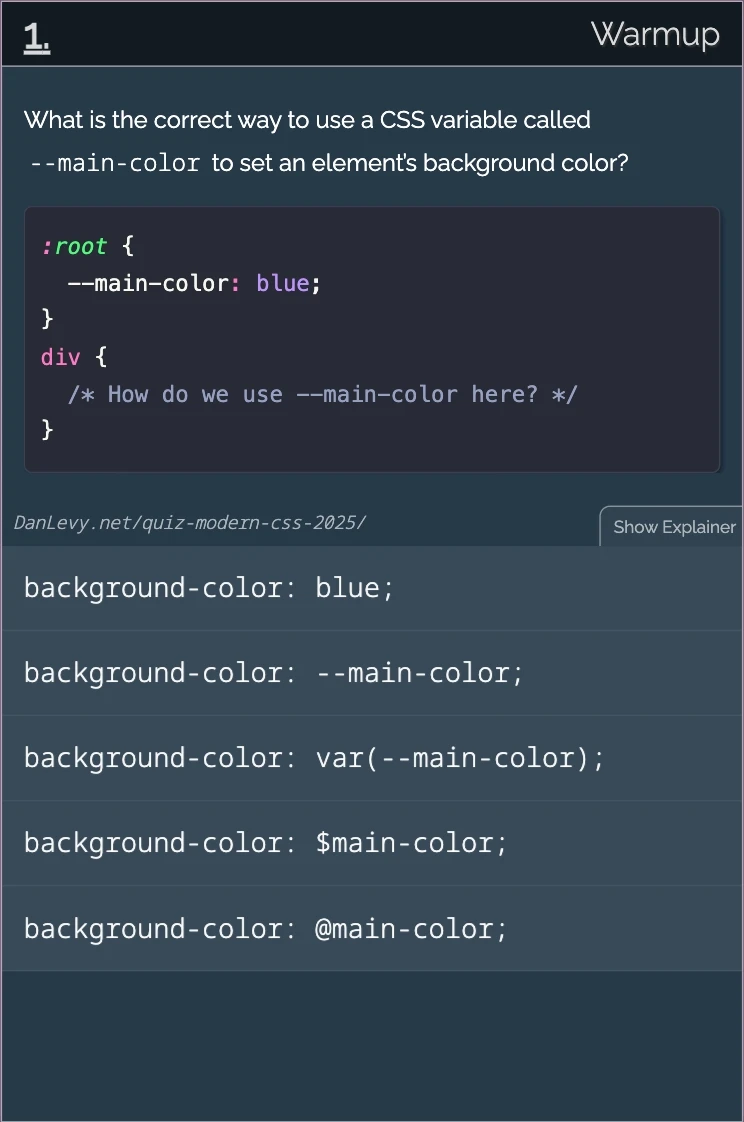 1.
Warmup
What is the correct way to use a CSS variable called
--main-color to set an element’s background color?
:root {
  --main-color: blue;
}
div {
  /* How do we use --main-color here? */
}
DanLevy.net/quiz-modern-css-2025/
Show Explainer
background-color: blue;
background-color: --main-color;
background-color: var(--main-color);
background-color: $main-color;
background-color: @main-color;